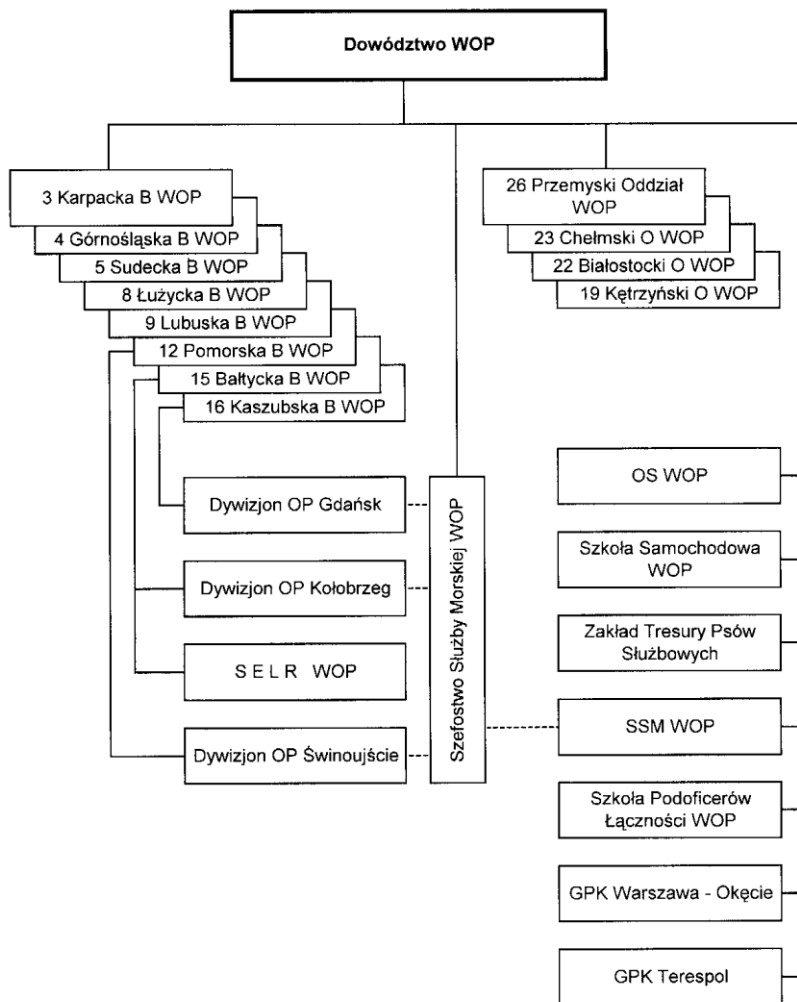 Dowództwo WOP
3 Karpacka B WOP
4 Górnośląska B WOP
5 Sudecka B WOP
8 Łużycka B WOP
9 Lubuska B WOP
12 Pomorska B WOP
15 Bałtycka B WOP
16 Kaszubska B WOP
26 Przemyski Oddział
WOP
23 Chełmski O WOP
22 Białostocki O WOP
19 Kętrzyński O WOP
Dywizjon OP Gdańsk
Dywizjon OP Kołobrzeg
S E L R WOP
Dywizjon OP Świnoujście
Szefostwo Służby Morskiej WOP
OS WOP
Szkoła Samochodowa
WOP
Zakład Tresury Psów
Służbowych
SSM WOP
Szkoła Podoficerów
Łączności WOP
GPK Warszawa - Okęcie
GPK Terespol